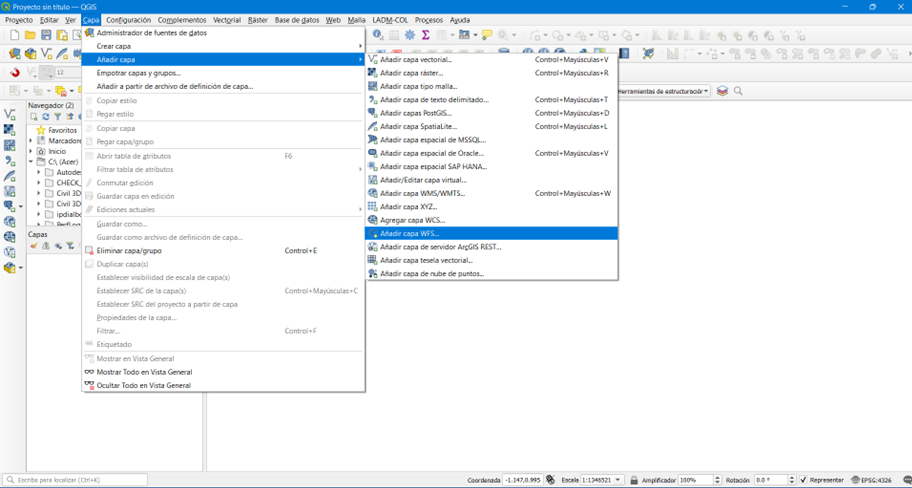 Proyecto sin título — QGIS
Proyecto Editar Ver Capa Configuración Complementos Vectorial Ráster Base de datos Web Malla LADM-COL Procesos Ayuda
Administrador de fuentes de datos
Crear capa
Añadir capa
Empotrar capas y grupos...
Añadir a partir de archivo de definición de capa...
Copiar estilo
Pegar estilo
Copiar capa
Pegar capa/grupo
Abrir tabla de atributos F6
Filtrar tabla de atributos
Conmutar edición
Guardar capa en edición
Ediciones actuales
Guardar como...
Guardar como archivo de definición de capa...
Eliminar capa/grupo Control+E
Duplicar capa(s)
Establecer visibilidad de escala de capa(s)
Establecer SRC de la capa(s) Control+Mayúsculas+C
Establecer SRC del proyecto a partir de capa
Propiedades de la capa...
Filtrar... Control+F
Etiquetado
Mostrar en Vista General
Mostrar Todo en Vista General
Ocultar Todo en Vista General
Añadir capa vectorial... Control+Mayúsculas+V
Añadir capa ráster... Control+Mayúsculas+R
Añadir capa tipo malla...
Añadir capa de texto delimitado... Control+Mayúsculas+T
Añadir capas PostGIS... Control+Mayúsculas+D
Añadir capa SpatiaLite... Control+Mayúsculas+L
Añadir capa espacial de MSSQL...
Añadir capa espacial de Oracle... Control+Mayúsculas+V
Añadir capa espacial SAP HANA...
Añadir/Editar capa virtual...
Añadir capa WMS/WMTS... Control+Mayúsculas+W
Añadir capa XYZ...
Agregar capa WCS...
Añadir capa WFS...
Añadir capa de servidor ArcGIS REST...
Añadir capa tesela vectorial...
Añadir capa de nube de puntos...
12
Herramientas de estructuración
Navegador (2)
Favoritos
Marcadore
Inicio
C:\ (Acer)
Autodes
CHECK_
Civil 3D
Civil 3D
ipdialbo
PerfLog
Capas
Escriba para localizar (Ctrl+K)
Coordenada -1.147,0.995 Escala 1:1346521 Amplificador 100% Rotación 0.0 ° Representar EPSG:4326